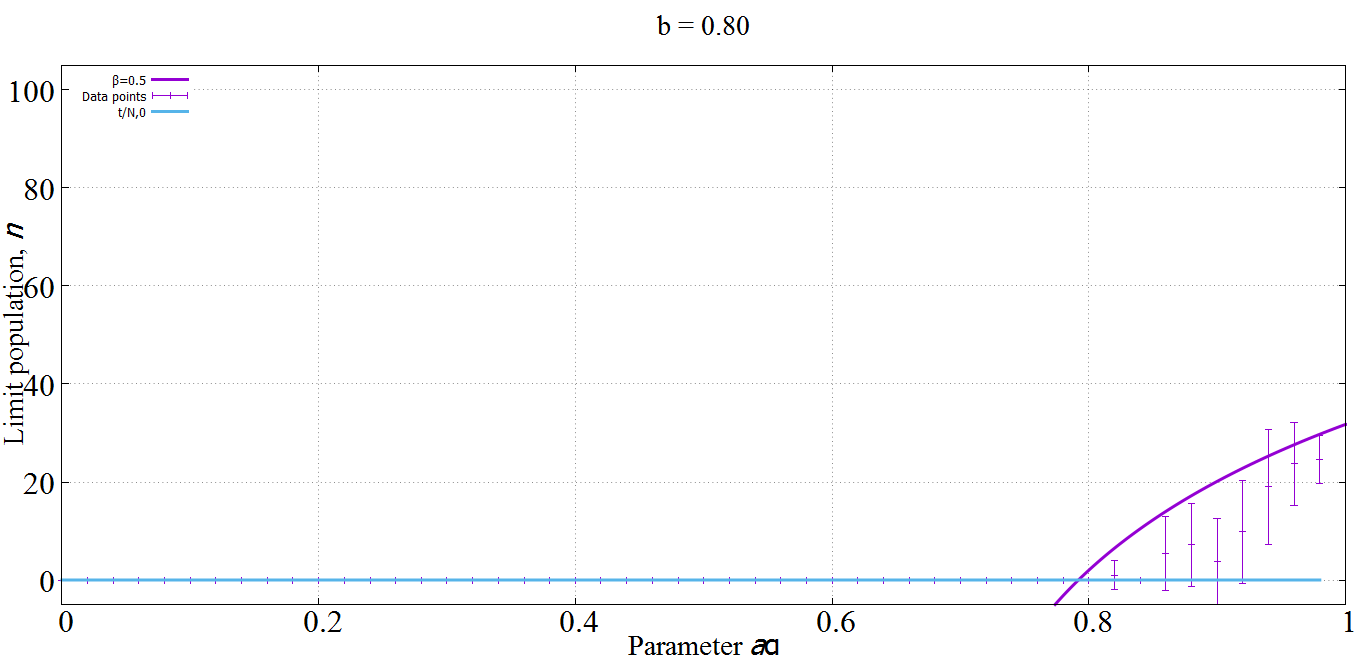 b = 0.80
β=0.5
Data points
t/N,0
100
80
60
40
20
0
Limit population, n
0 0.2 0.4 0.6 0.8 1
Parameter